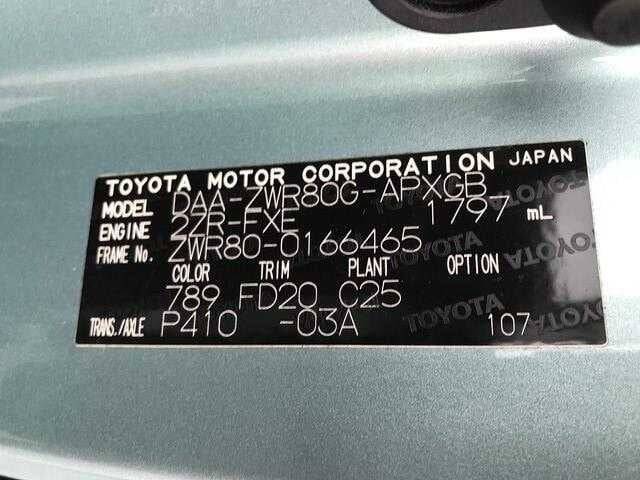 TOYOTA MOTOR CORPORATION JAPAN
MODEL DAA-ZWR80G-APXGB
ENGINE 2ZR-FXE 1797 mL
FRAME No. ZWR80-0166465
COLOR TRIM PLANT OPTION
789 FD20 C25
TRANS./AXLE P410 -03A 107